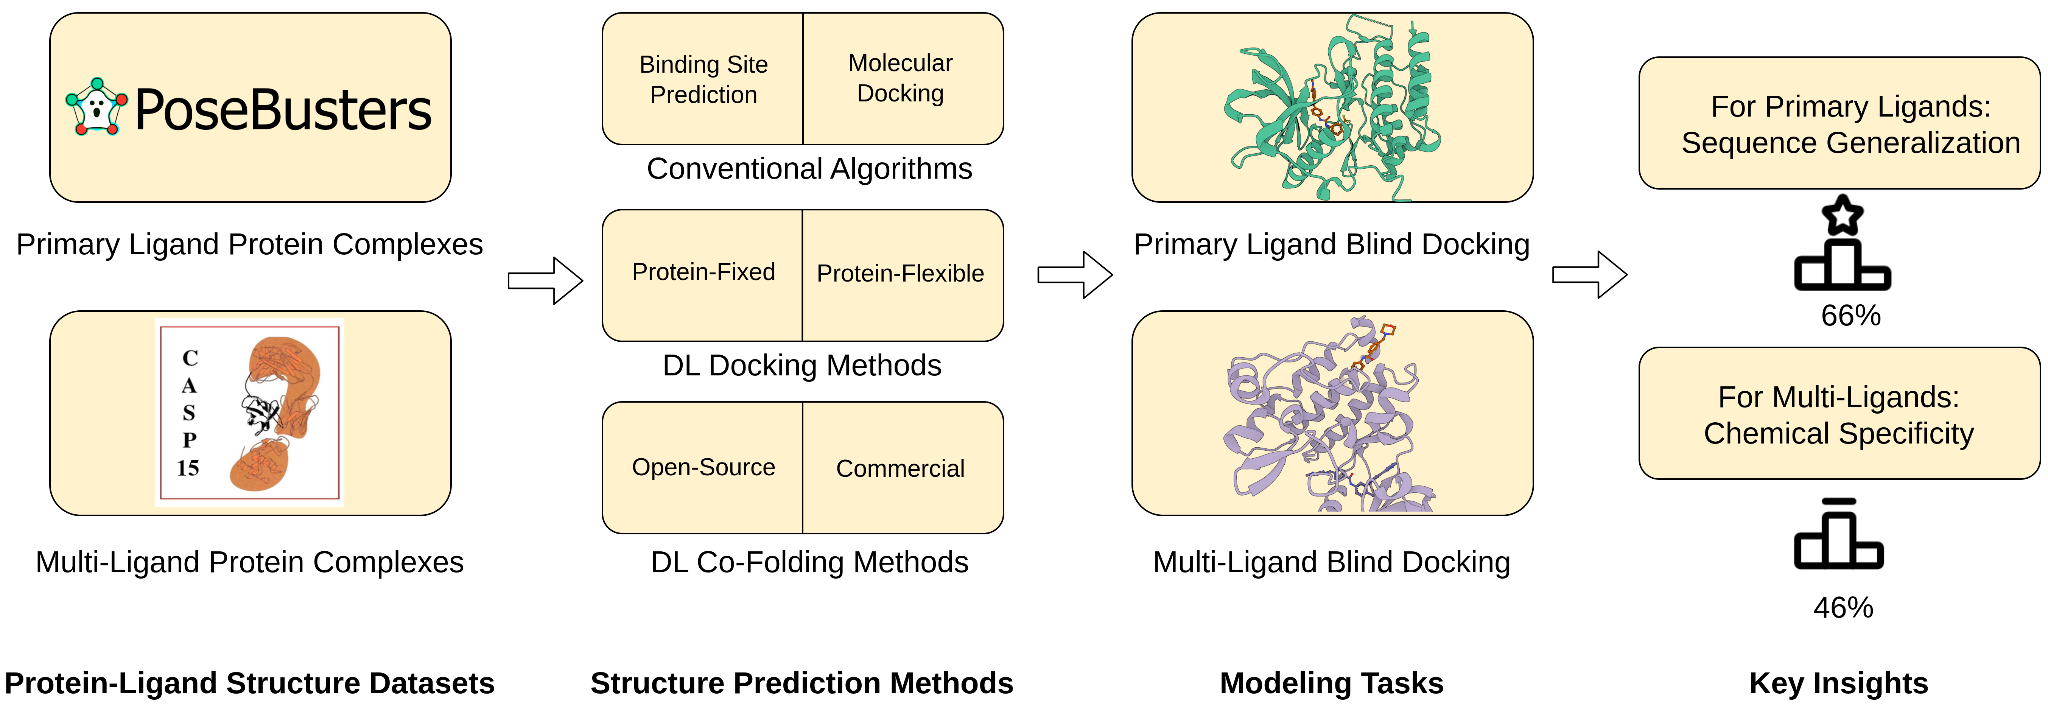 PoseBusters
Primary Ligand Protein Complexes
C
A
S
P
15
Multi-Ligand Protein Complexes
Protein-Ligand Structure Datasets
Binding Site
Prediction
Molecular
Docking
Conventional Algorithms
Protein-Fixed
Protein-Flexible
DL Docking Methods
Open-Source
Commercial
DL Co-Folding Methods
Structure Prediction Methods
Primary Ligand Blind Docking
Multi-Ligand Blind Docking
Modeling Tasks
For Primary Ligands:
Sequence Generalization
66%
For Multi-Ligands:
Chemical Specificity
46%
Key Insights